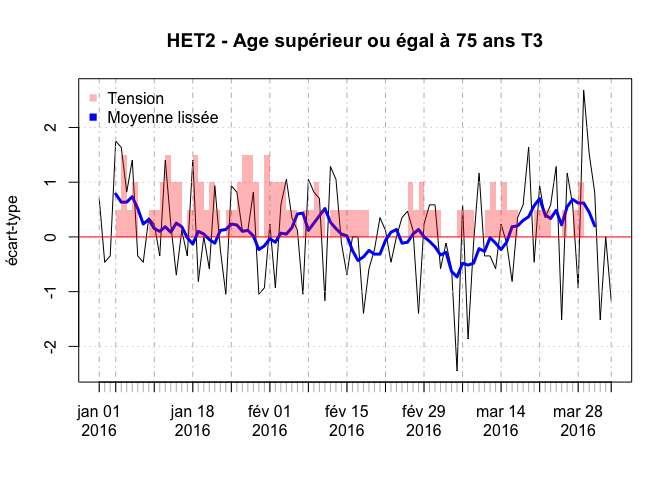 HET2 - Age supérieur ou égal à 75 ans T3
Tension
Moyenne lissée
écart-type
2
1
0
-1
-2
jan 01 jan 18 fév 01 fév 15 fév 29 mar 14 mar 28
2016 2016 2016 2016 2016 2016 2016